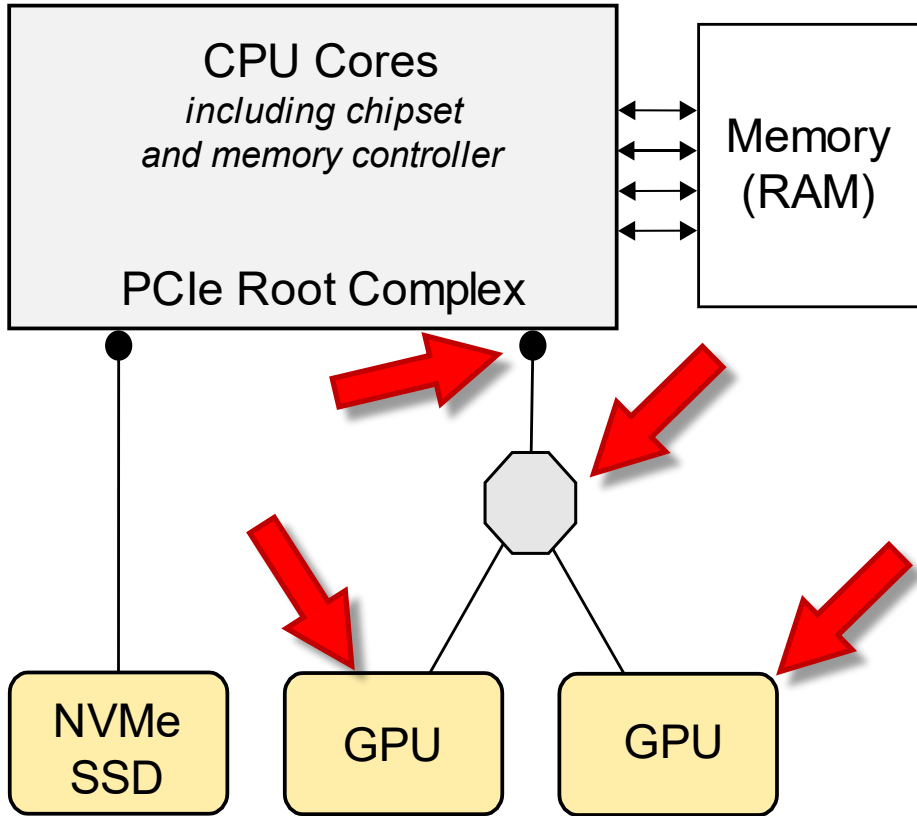 CPU Cores
including chipset
and memory controller
PCIe Root Complex
Memory
(RAM)
NVMe
SSD
GPU
GPU